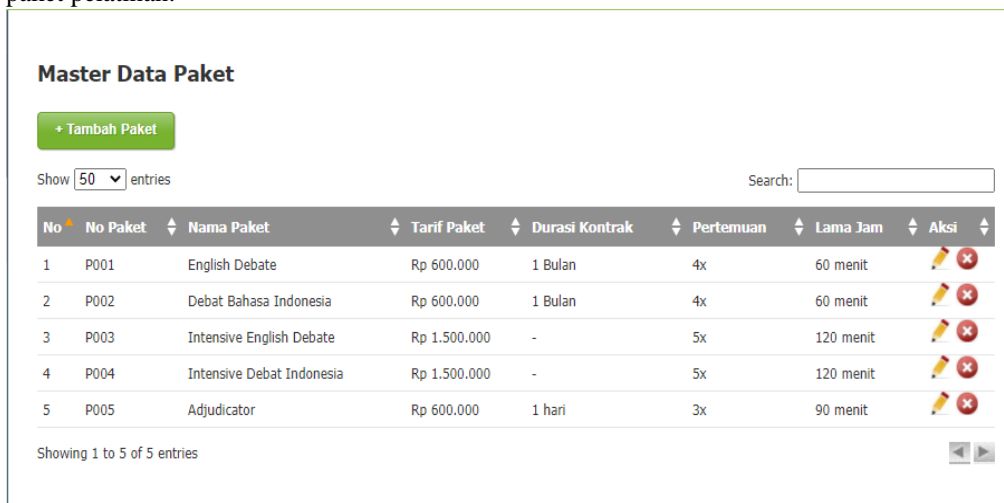 paket pelatihan.
Master Data Paket
+ Tambah Paket
Show 50 entries
Search:
No No Paket Nama Paket Tarif Paket Durasi Kontrak Pertemuan Lama Jam Aksi
1 P001 English Debate Rp 600.000 1 Bulan 4x 60 menit
2 P002 Debat Bahasa Indonesia Rp 600.000 1 Bulan 4x 60 menit
3 P003 Intensive English Debate Rp 1.500.000 - 5x 120 menit
4 P004 Intensive Debat Indonesia Rp 1.500.000 - 5x 120 menit
5 P005 Adjudicator Rp 600.000 1 hari 3x 90 menit
Showing 1 to 5 of 5 entries